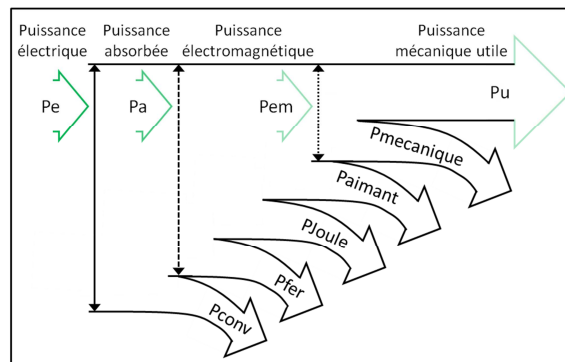 Puissance Puissance Puissance Puissance
électrique absorbée électromagnétique mécanique utile
Pe Pa Pem Pu
Pmecanique
Paimant
PJoule
Pfer
Pconv